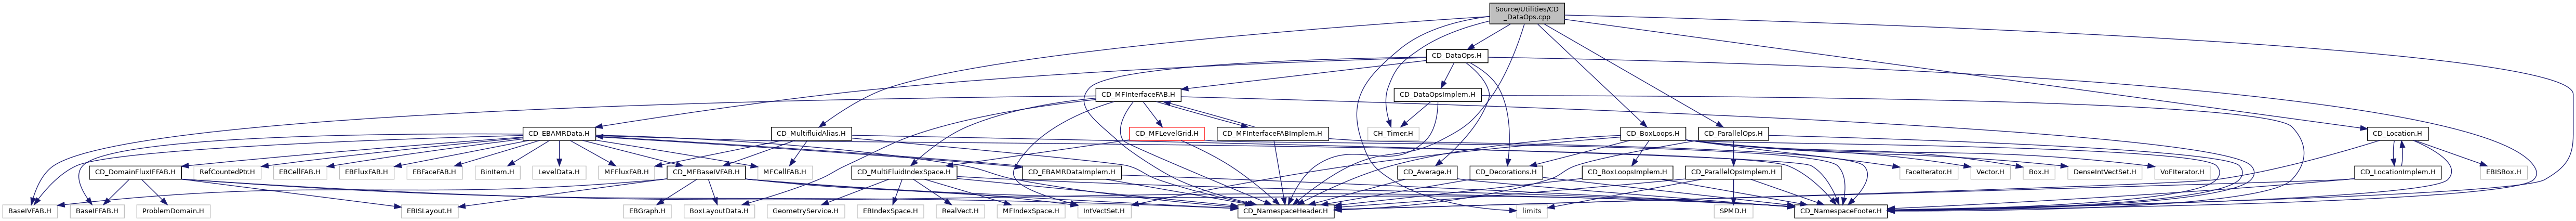 Source/Utilities/CD
_DataOps.cpp
CD_DataOps.H
CD_MFInterfaceFAB.H
CD_DataOpsImplem.H
CD_EBAMRData.H
CD_MultifluidAlias.H
CD_MFLevelGrid.H
CD_MFInterfaceFABImplem.H
CH_Timer.H
CD_BoxLoops.H
CD_ParallelOps.H
CD_Location.H
CD_DomainFluxIFFAB.H
RefCountedPtr.H
EBCellFAB.H
EBFluxFAB.H
EBFaceFAB.H
BinItem.H
LevelData.H
MFFluxFAB.H
CD_MFBaseIVFAB.H
MFCellFAB.H
CD_MultiFluidIndexSpace.H
CD_EBAMRDataImplem.H
CD_Average.H
CD_Decorations.H
CD_BoxLoopsImplem.H
CD_ParallelOpsImplem.H
FaceIterator.H
Vector.H
Box.H
DenseIntVectSet.H
VoFIterator.H
CD_LocationImplem.H
EBISBox.H
BaseIVFAB.H
BaseIFFAB.H
ProblemDomain.H
EBISLayout.H
EBGraph.H
BoxLayoutData.H
GeometryService.H
EBIndexSpace.H
RealVect.H
MFIndexSpace.H
IntVectSet.H
CD_NamespaceHeader.H
limits
SPMD.H
CD_NamespaceFooter.H